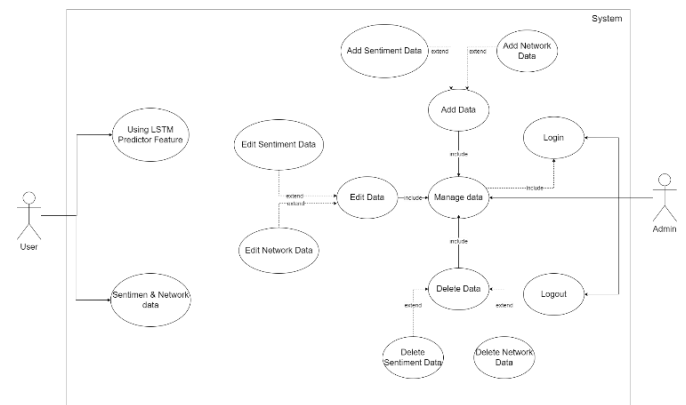 System
Add Sentiment Data
extend
extend
Add Network
Data
Add Data
Using LSTM
Predictor Feature
Login
Edit Sentiment Data
include
include
extend
extend
Edit Data
include
Manage data
User
Admin
include
Edit Network Data
Sentimen & Network
data
Delete Data
Logout
extend
extend
Delete
Sentiment Data
Delete Network
Data